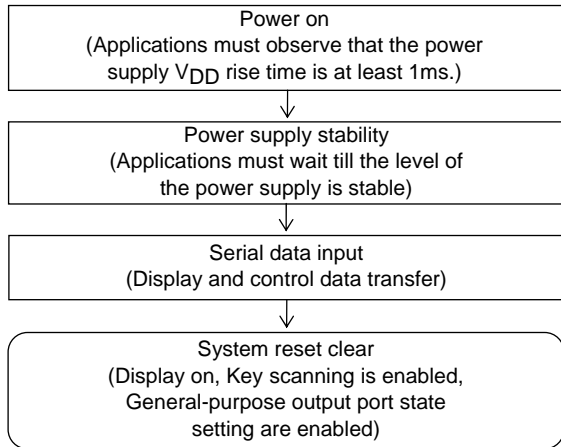 Power on
(Applications must observe that the power
supply VDD rise time is at least 1ms.)
Power supply stability
(Applications must wait till the level of
the power supply is stable)
Serial data input
(Display and control data transfer)
System reset clear
(Display on, Key scanning is enabled,
General-purpose output port state
setting are enabled)